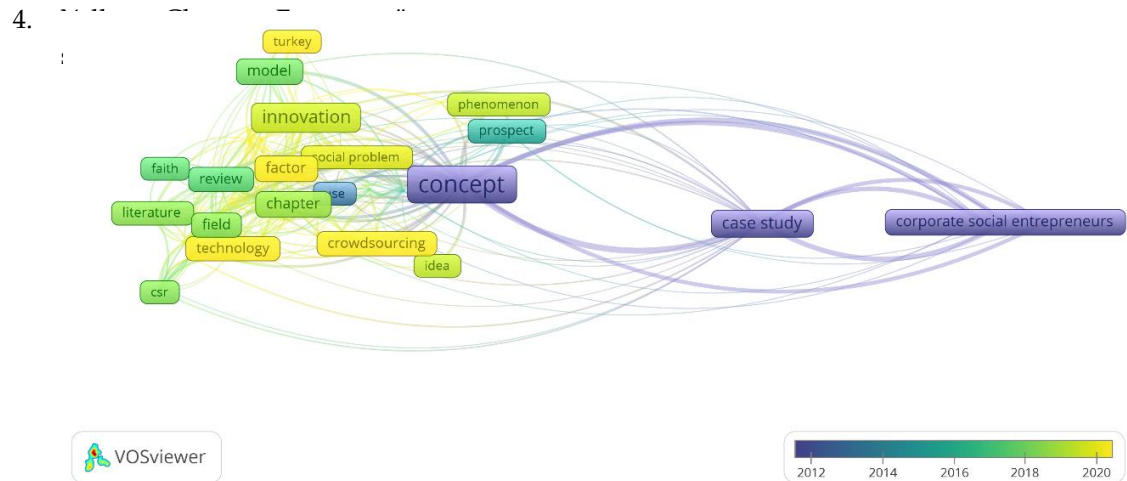 4.
turkey
model
innovation
phenomenon
prospect
social problem
factor
faith
review
concept
chapter
literature
field
case study
corporate social entrepreneurs
technology
crowdsourcing
idea
csr
VOSviewer
2012 2014 2016 2018 2020